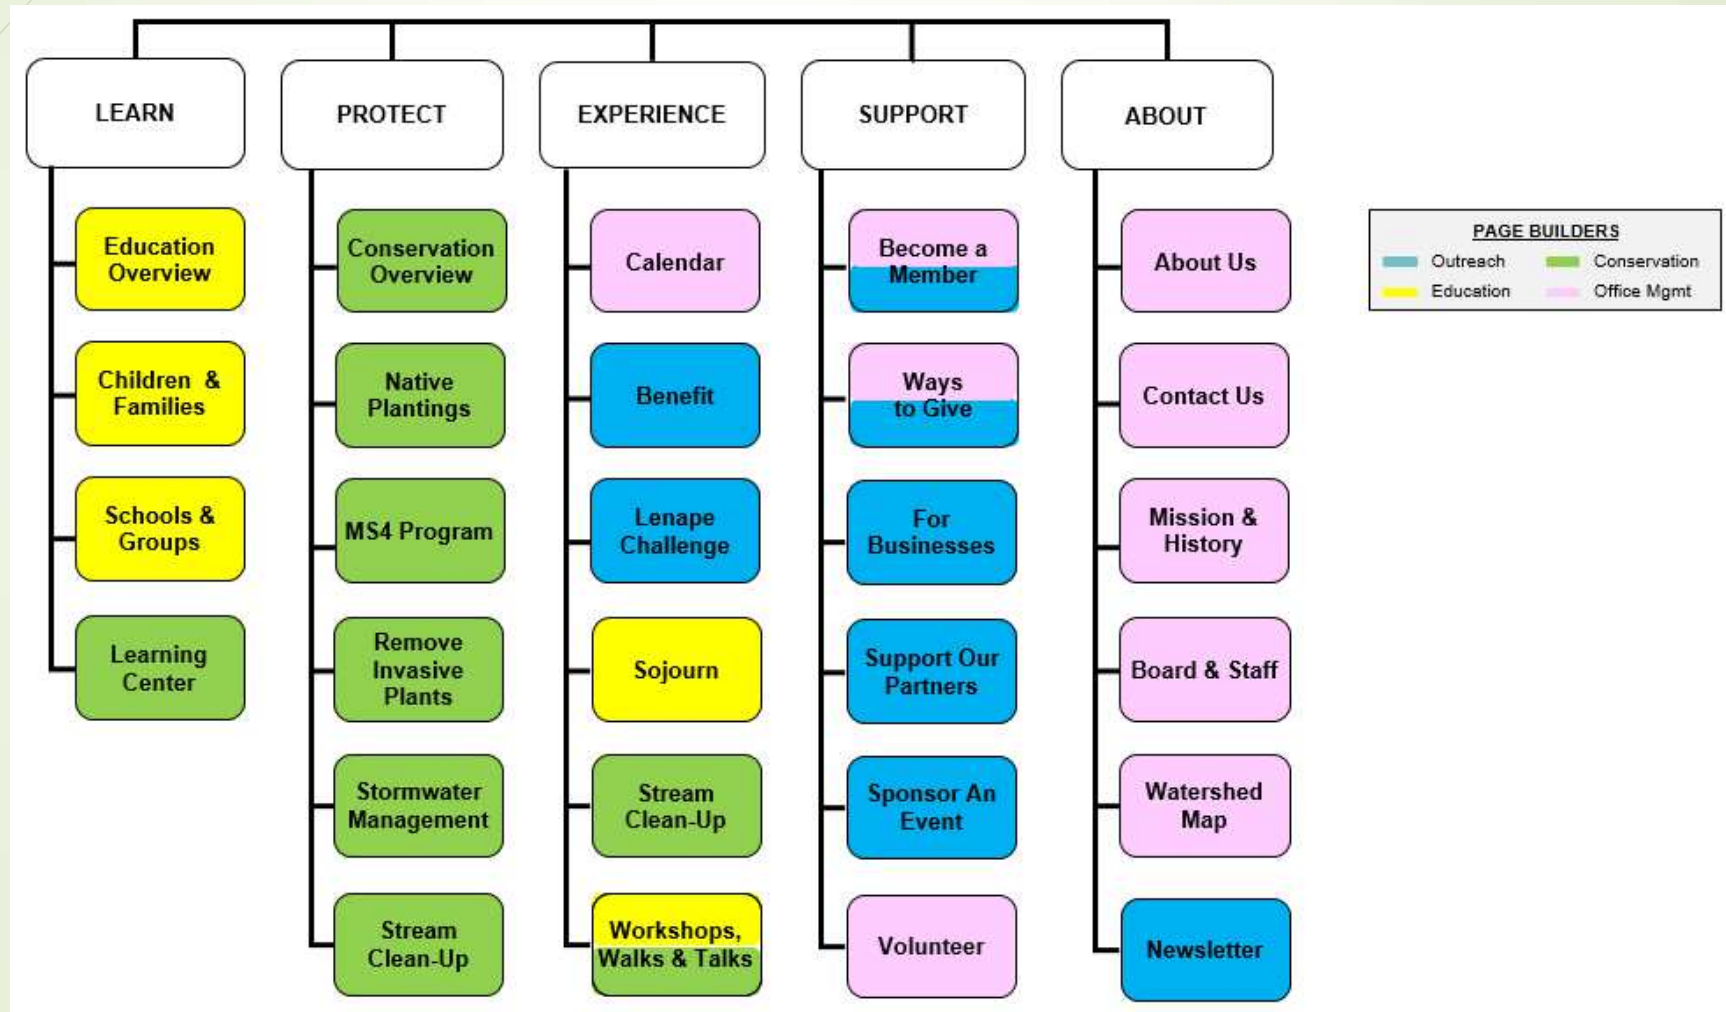 LEARN
PROTECT
EXPERIENCE
SUPPORT
ABOUT
Education
Overview
Children & 
Families
Schools &
Groups
Learning
Center
Conservation
Overview
Native
Plantings
MS4 Program
Remove
Invasive
Plants
Stormwater
Management
Stream
Clean-Up
Calendar
Benefit
Lenape
Challenge
Sojourn
Stream
Clean-Up
Workshops,
Walks & Talks
Become a
Member
Ways
to Give
For
Businesses
Support Our
Partners
Sponsor An
Event
Volunteer
About Us
Contact Us
Mission &
History
Board & Staff
Watershed
Map
Newsletter
PAGE BUILDERS
Outreach Conservation
Education Office Mgmt